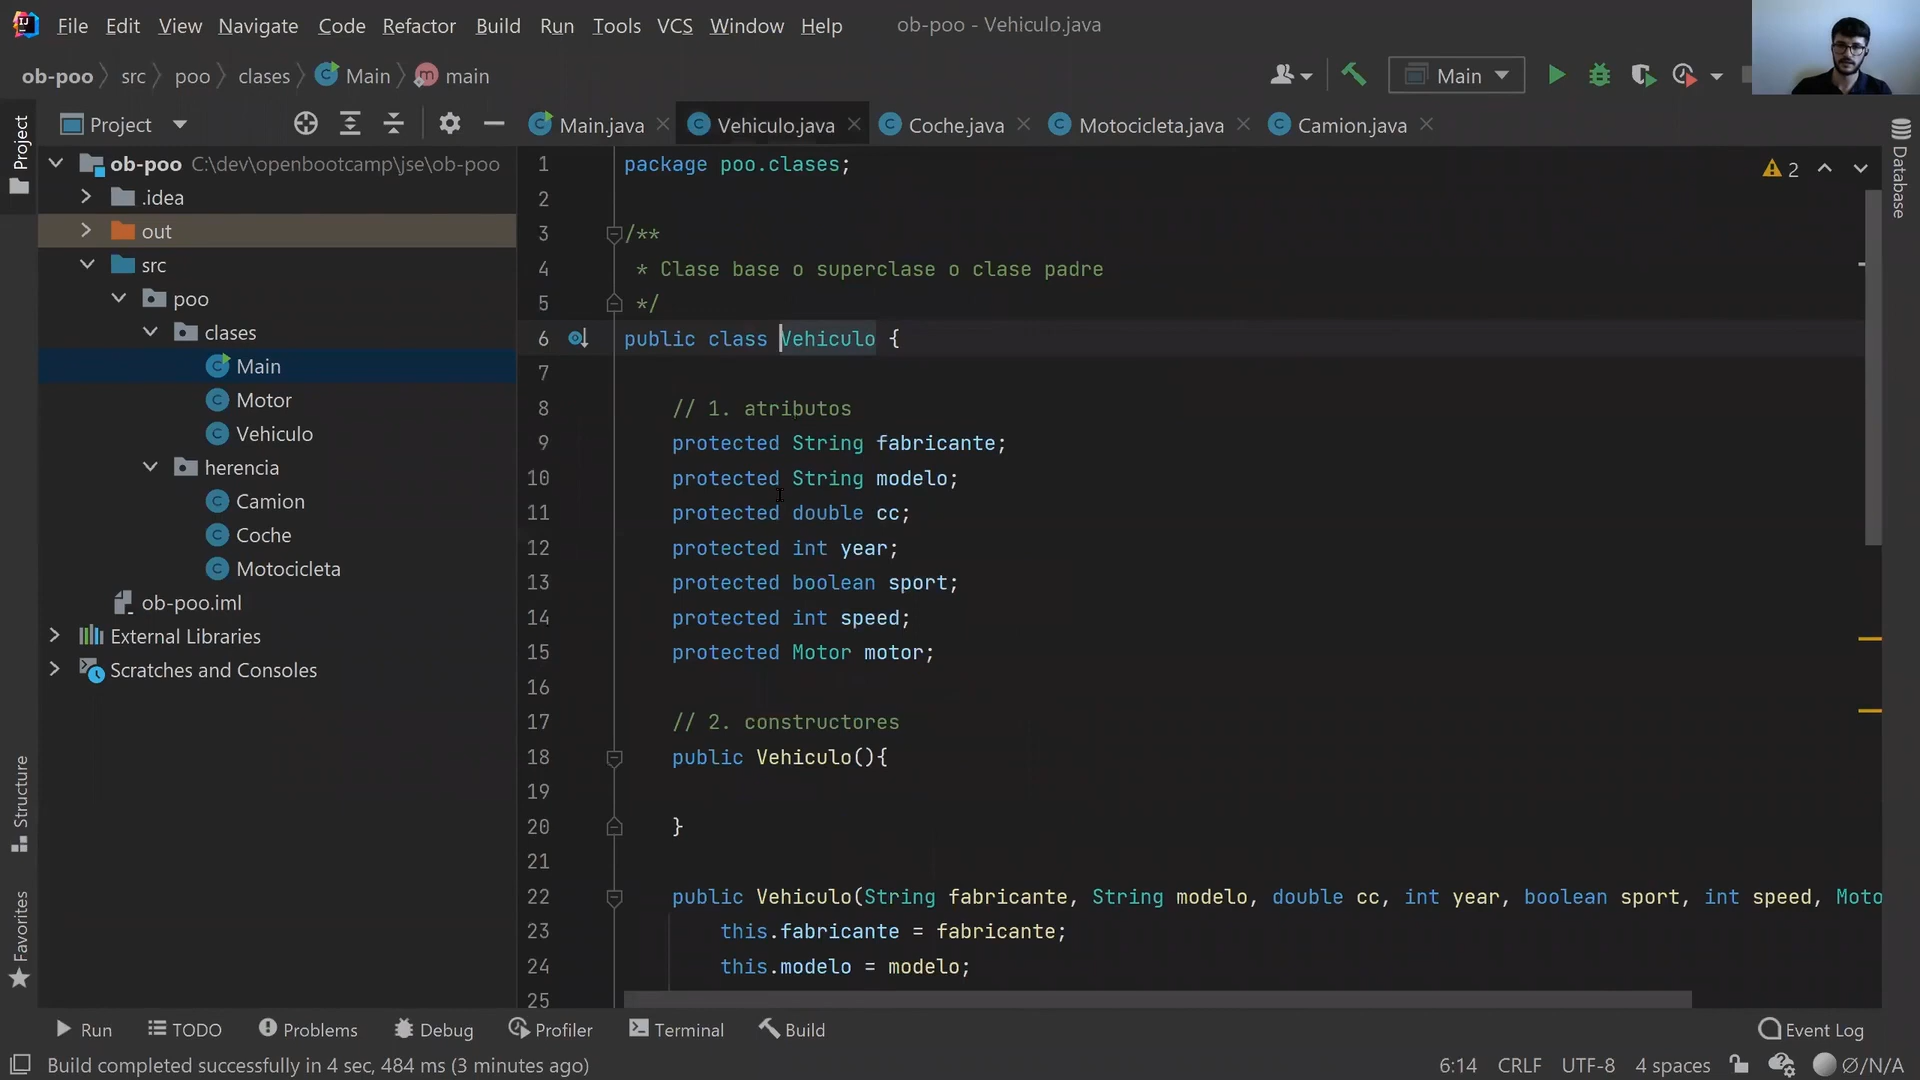 File Edit View Navigate Code Refactor Build Run Tools VCS Window Help ob-poo - Vehiculo.java
ob-poo src poo clases Main main Main
Project Main.java Vehiculo.java Coche.java Motocicleta.java Camion.java
Project
ob-poo C:\dev\openbootcamp\jse\ob-poo
.idea
out
src
poo
clases
Main
Motor
Vehiculo
herencia
Camion
Coche
Motocicleta
ob-poo.iml
External Libraries
Scratches and Consoles
Structure
Favorites
1 package poo.clases;
2
3 /**
4 * Clase base o superclase o clase padre
5 */
6 public class Vehiculo {
7
8 // 1. atributos
9 protected String fabricante;
10 protected String modelo;
11 protected double cc;
12 protected int year;
13 protected boolean sport;
14 protected int speed;
15 protected Motor motor;
16
17 // 2. constructores
18 public Vehiculo(){
19
20 }
21
22 public Vehiculo(String fabricante, String modelo, double cc, int year, boolean sport, int speed, Moto
23 this.fabricante = fabricante;
24 this.modelo = modelo;
25
2
Database
Run TODO Problems Debug Profiler Terminal Build Event Log
Build completed successfully in 4 sec, 484 ms (3 minutes ago) 6:14 CRLF UTF-8 4 spaces Ø/N/A